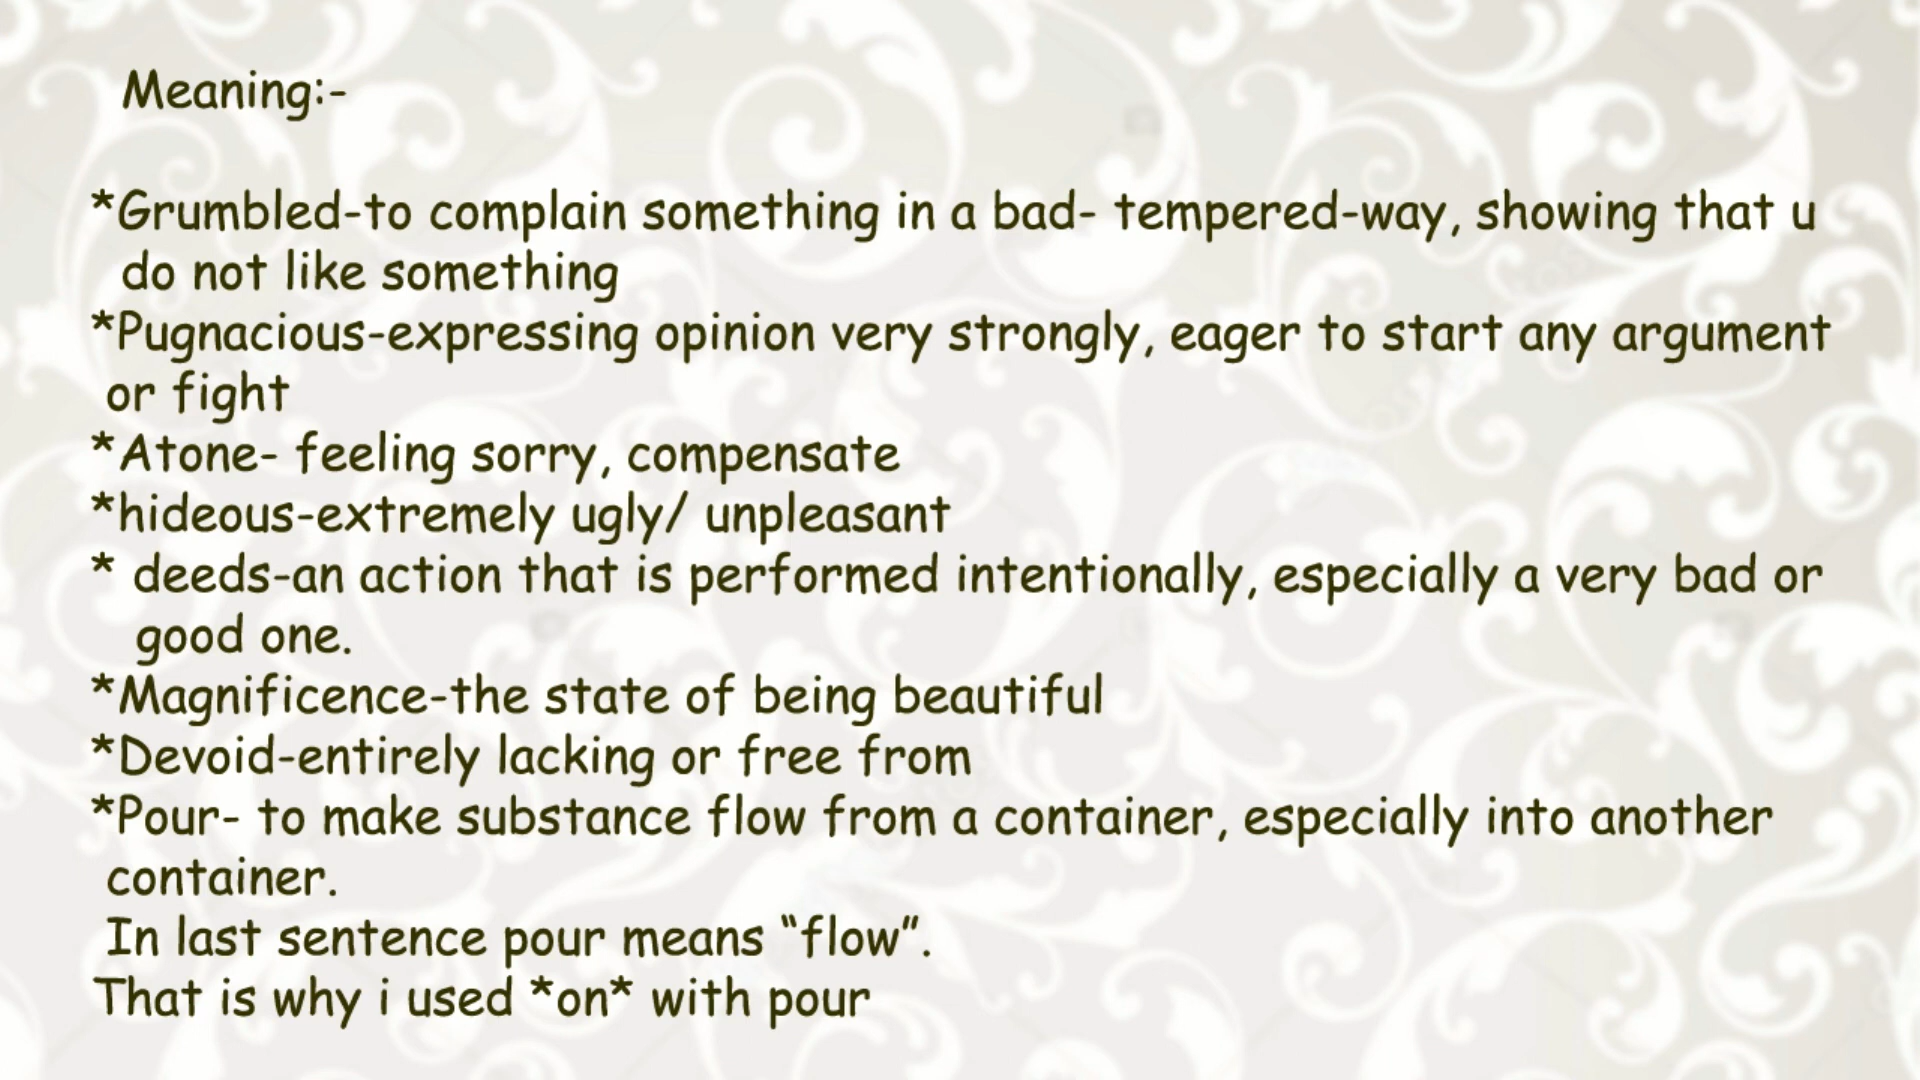 Meaning:-
*Grumbled-to complain something in a bad- tempered-way, showing that u
do not like something
*Pugnacious-expressing opinion very strongly, eager to start any argument
or fight
*Atone- feeling sorry, compensate
*hideous-extremely ugly/ unpleasant
* deeds-an action that is performed intentionally, especially a very bad or
good one.
*Magnificence-the state of being beautiful
*Devoid-entirely lacking or free from
*Pour- to make substance flow from a container, especially into another
container.
In last sentence pour means “flow”.
That is why i used *on* with pour